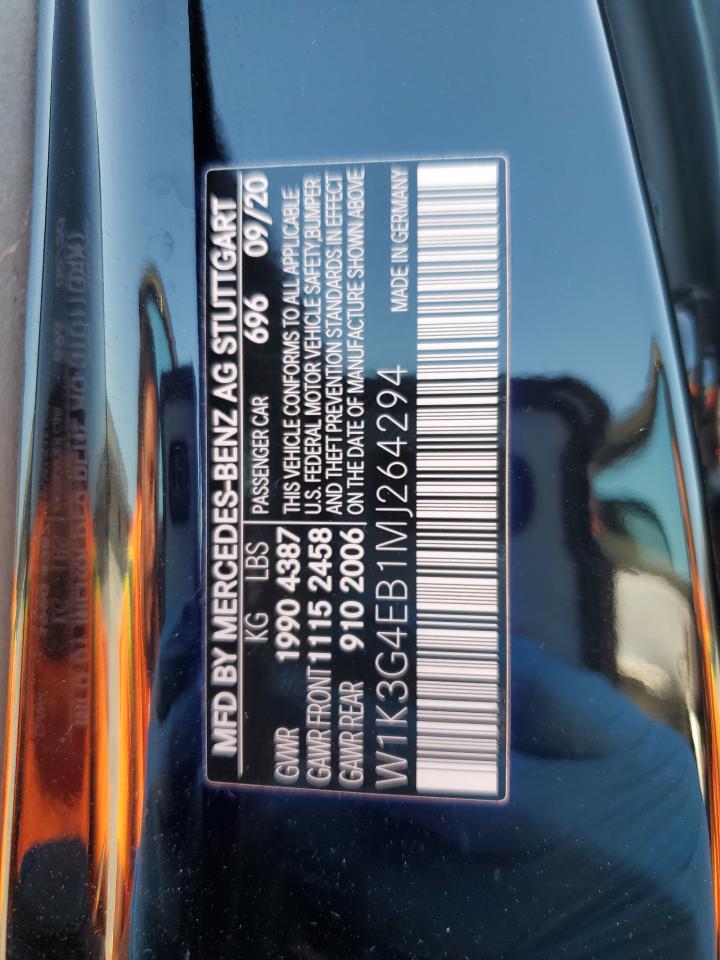 MFD BY MERCEDES-BENZ AG STUTTGART
KG LBS PASSENGER CAR 696 09/20
GWR 1990 4387 THIS VEHICLE CONFORMS TO ALL APPLICABLE
GAWR FRONT 1115 2458 U.S. FEDERAL MOTOR VEHICLE SAFETY, BUMPER
GAWR REAR 910 2006 AND THEFT PREVENTION STANDARDS IN EFFECT
ON THE DATE OF MANUFACTURE SHOWN ABOVE
W1K3G4EB1MJ264294 MADE IN GERMANY